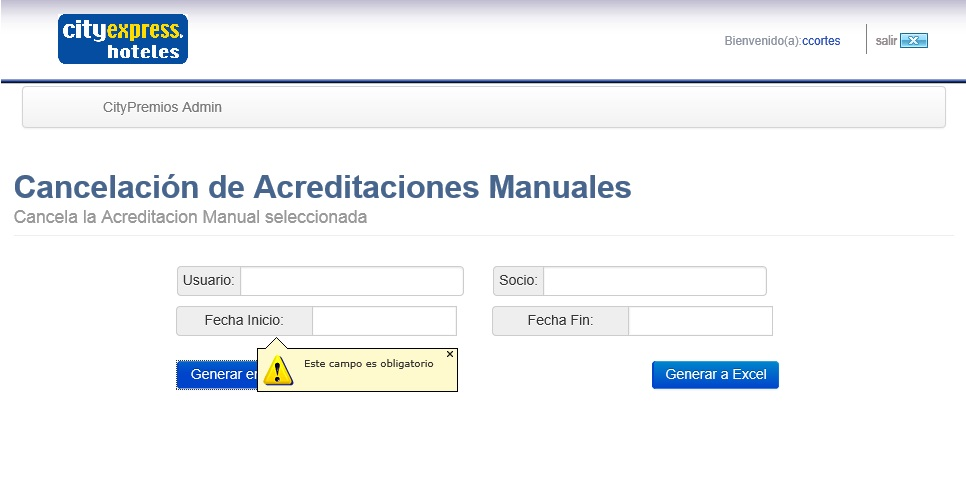 cityexpress.
hoteles
Bienvenido(a):ccortes
salir
CityPremios Admin
Cancelación de Acreditaciones Manuales
Cancela la Acreditacion Manual seleccionada
Usuario:
Socio:
Fecha Inicio:
Fecha Fin:
Este campo es obligatorio
Generar
Generar a Excel